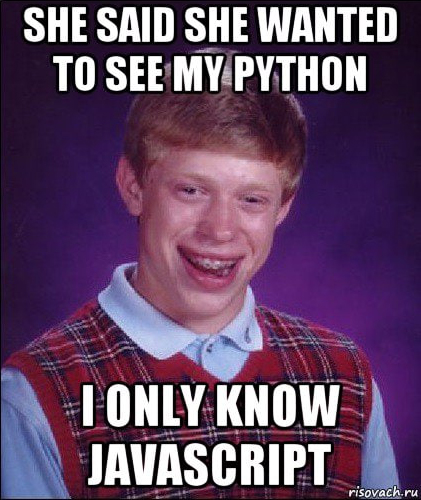 SHE SAID SHE WANTED
TO SEE MY PYTHON
I ONLY KNOW
JAVASCRIPT
risovach.ru